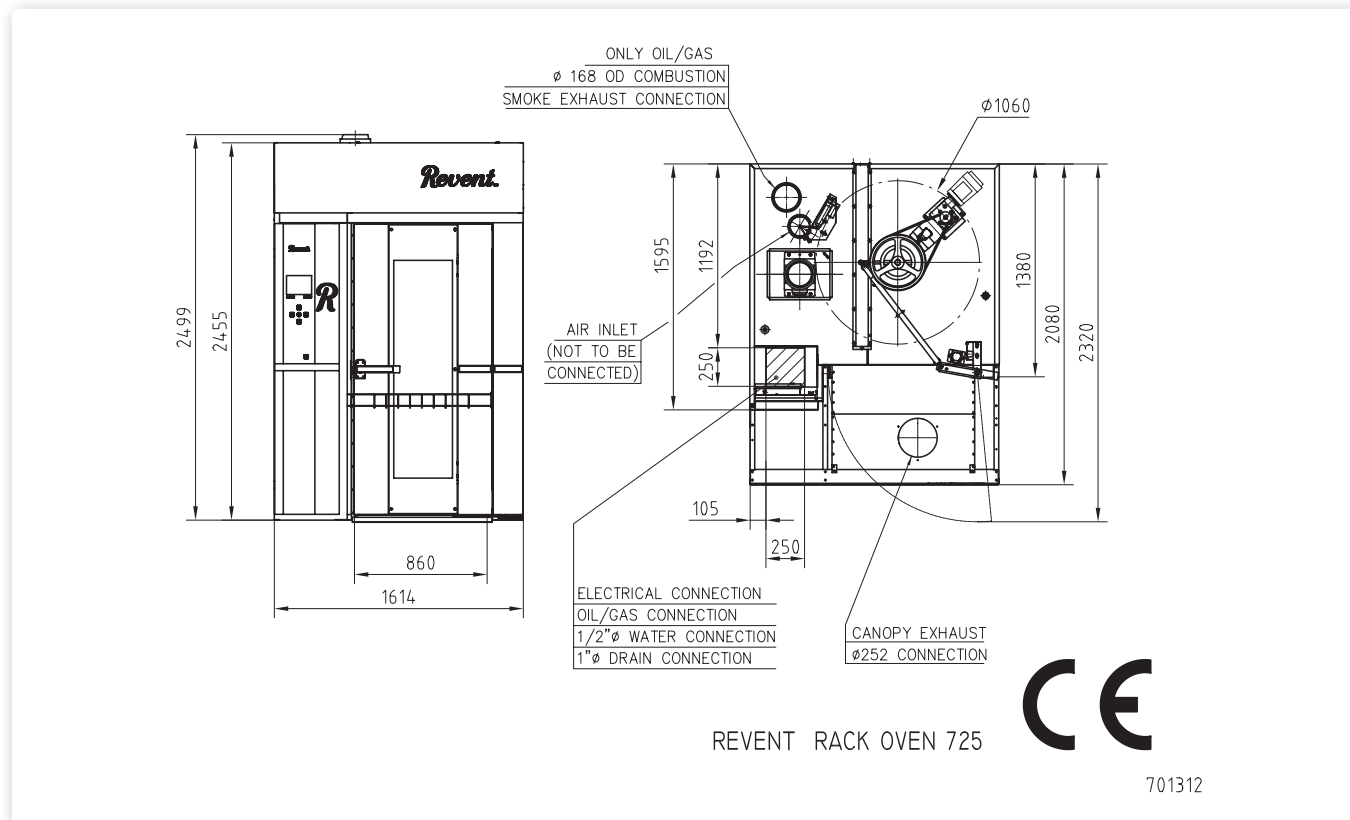 ONLY OIL/GAS
ø 168 OD COMBUSTION
SMOKE EXHAUST CONNECTION
ø1060
Revent.
Revent.
R
2499
2455
860
1614
1595
1192
250
1380
2080
2320
AIR INLET
(NOT TO BE
CONNECTED)
105
250
ELECTRICAL CONNECTION
OIL/GAS CONNECTION
1/2"ø WATER CONNECTION
1"ø DRAIN CONNECTION
CANOPY EXHAUST
ø252 CONNECTION
CE
REVENT RACK OVEN 725
701312